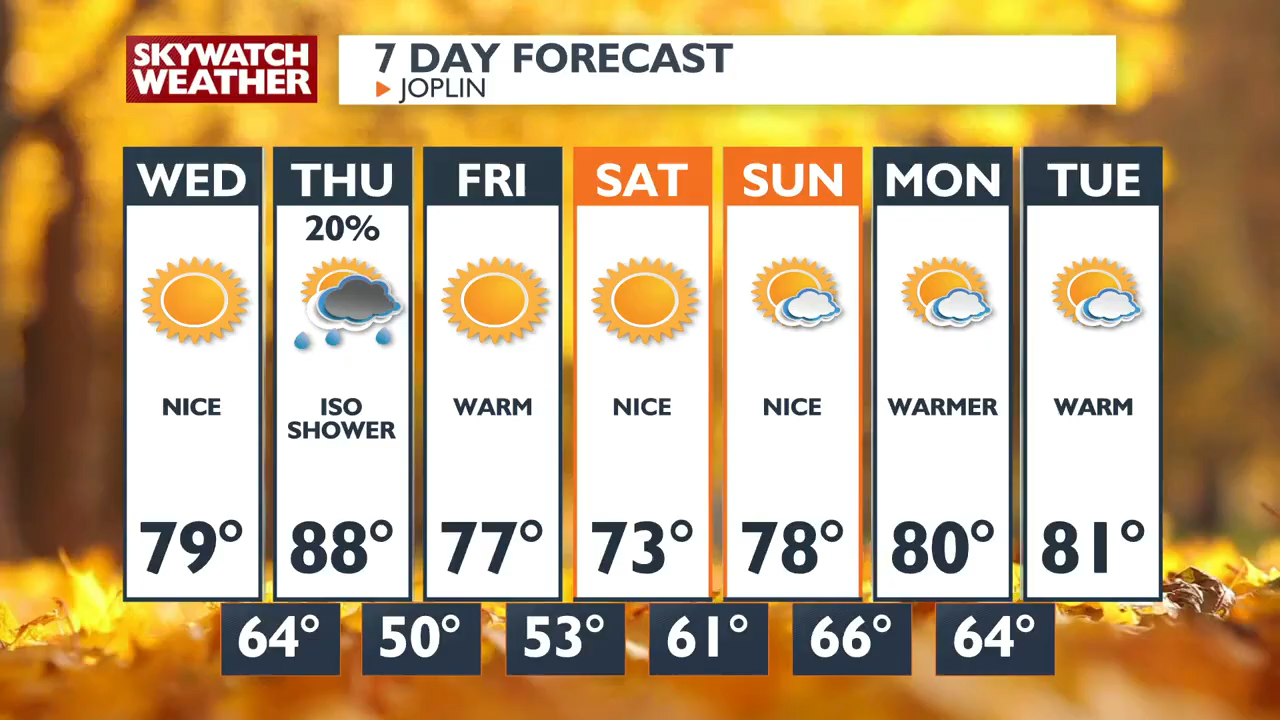 SKYWATCH
WEATHER
7 DAY FORECAST
JOPLIN
WED THU FRI SAT SUN MON TUE
20%
NICE ISO SHOWER WARM NICE NICE WARMER WARM
79° 88° 77° 73° 78° 80° 81°
64° 50° 53° 61° 66° 64°